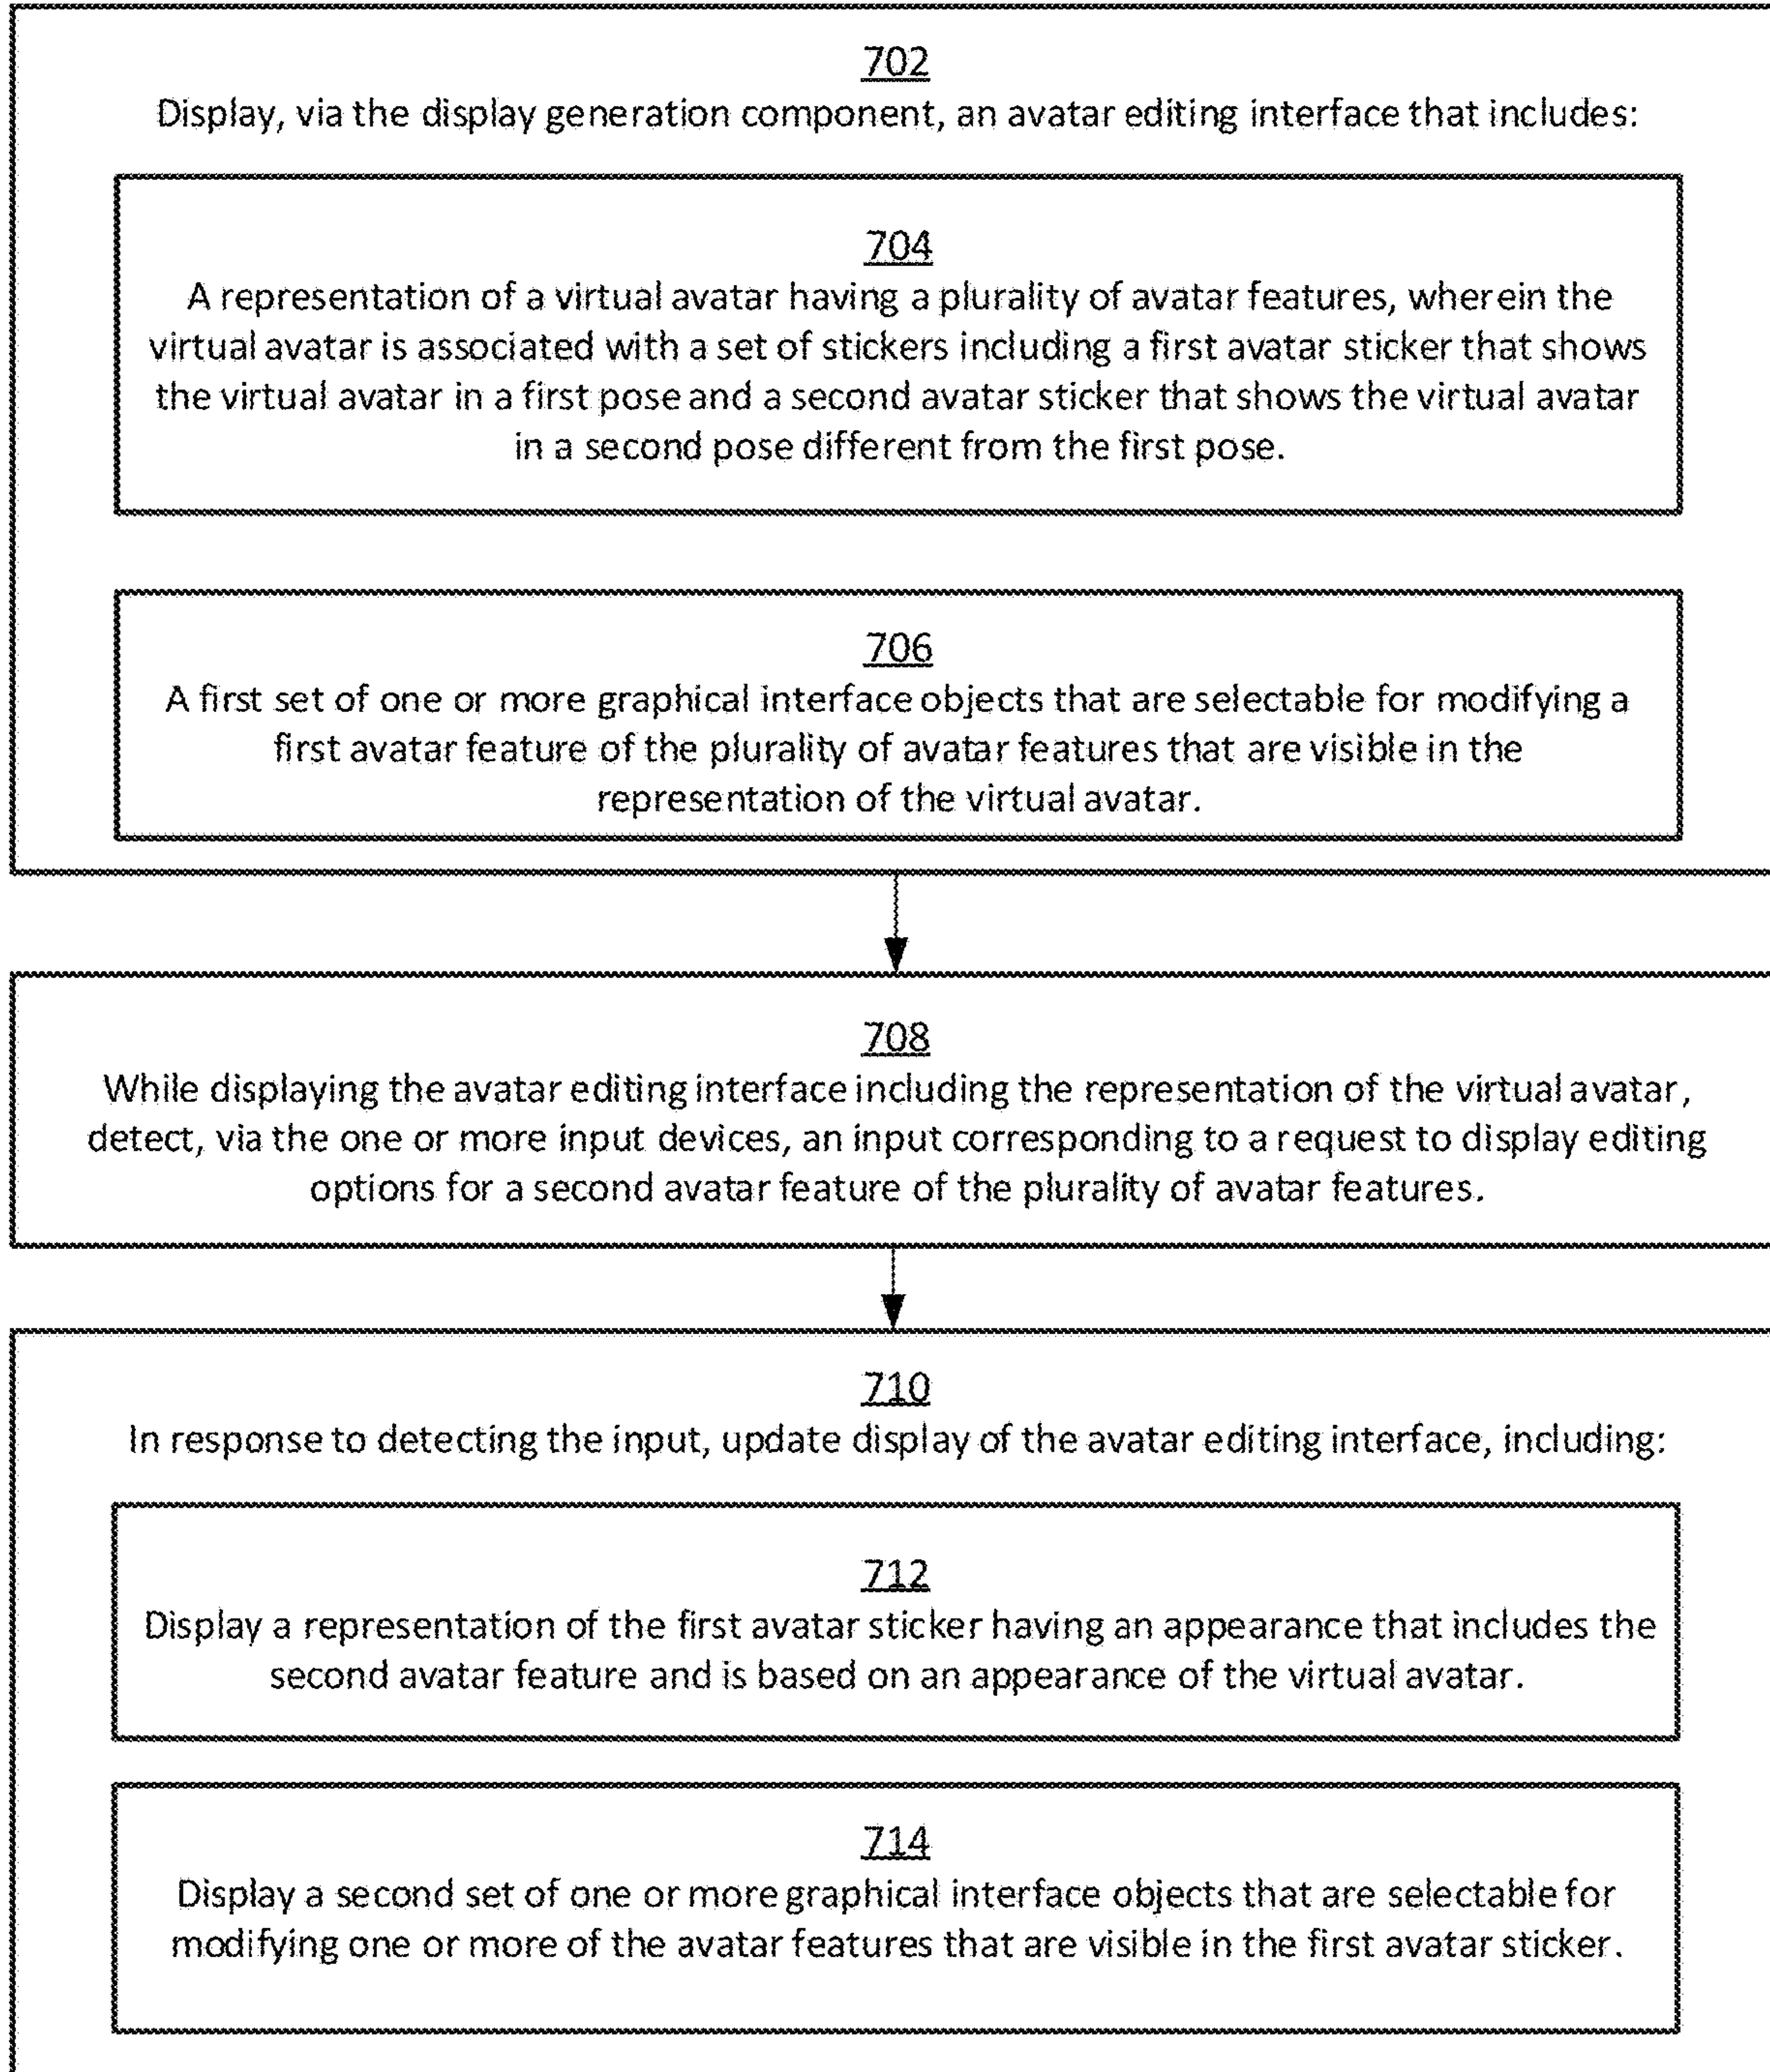 702
Display, via the display generation component, an avatar editing interface that includes:
704
A representation of a virtual avatar having a plurality of avatar features, wherein the
virtual avatar is associated with a set of stickers including a first avatar sticker that shows
the virtual avatar in a first pose and a second avatar sticker that shows the virtual avatar
in a second pose different from the first pose.
706
A first set of one or more graphical interface objects that are selectable for modifying a
first avatar feature of the plurality of avatar features that are visible in the
representation of the virtual avatar.
708
While displaying the avatar editing interface including the representation of the virtual avatar,
detect, via the one or more input devices, an input corresponding to a request to display editing
options for a second avatar feature of the plurality of avatar features.
710
In response to detecting the input, update display of the avatar editing interface, including:
712
Display a representation of the first avatar sticker having an appearance that includes the
second avatar feature and is based on an appearance of the virtual avatar.
714
Display a second set of one or more graphical interface objects that are selectable for
modifying one or more of the avatar features that are visible in the first avatar sticker.